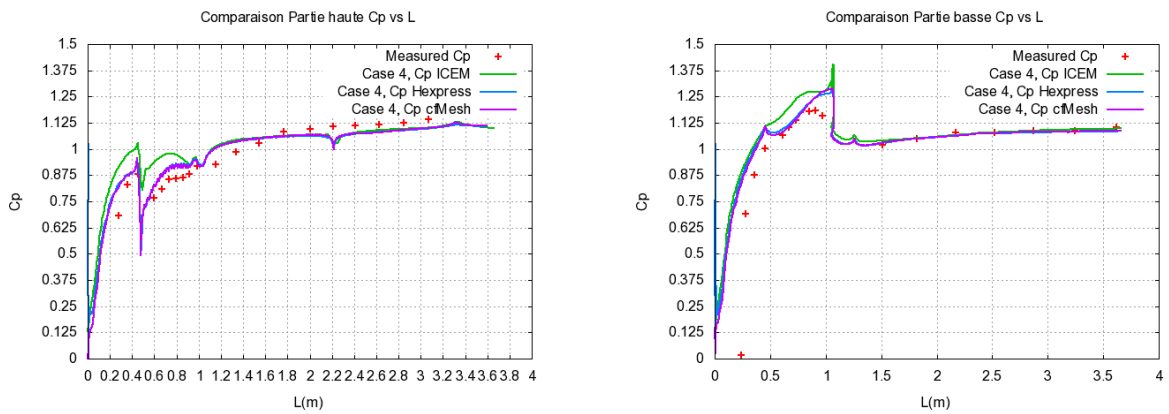 Comparaison Partie haute Cp vs L
1.5
1.375
1.25
1.125
1
0.875
0.75
0.625
0.5
0.375
0.25
0.125
0
Cp
Measured Cp
Case 4, Cp ICEM
Case 4, Cp Hexpress
Case 4, Cp cfMesh
0 0.2 0.4 0.6 0.8 1 1.2 1.4 1.6 1.8 2 2.2 2.4 2.6 2.8 3 3.2 3.4 3.6 3.8 4
L(m)
Comparaison Partie basse Cp vs L
1.5
1.375
1.25
1.125
1
0.875
0.75
0.625
0.5
0.375
0.25
0.125
0
Cp
Measured Cp
Case 4, Cp ICEM
Case 4, Cp Hexpress
Case 4, Cp cfMesh
0 0.5 1 1.5 2 2.5 3 3.5 4
L(m)